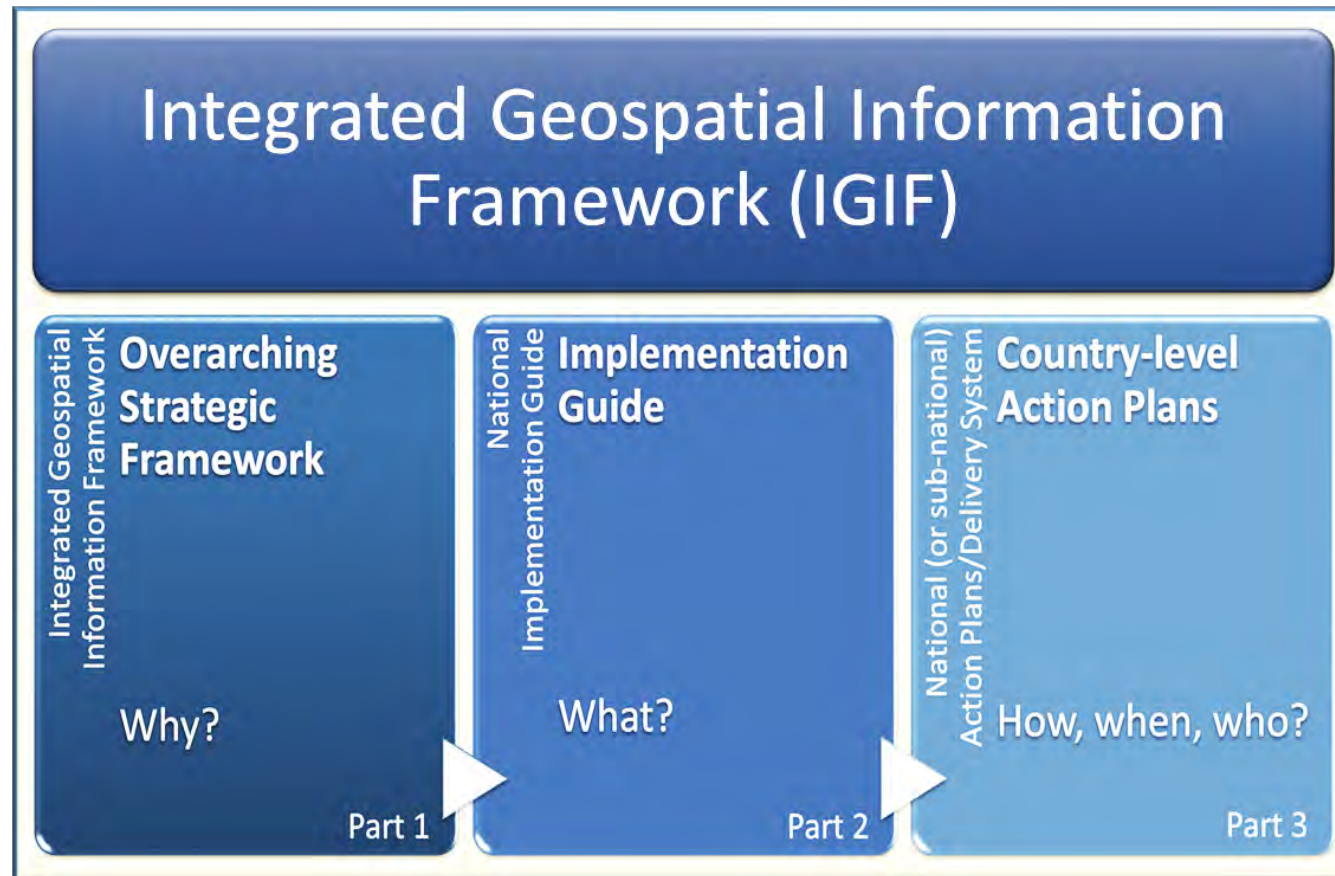 Integrated Geospatial Information
Framework (IGIF)
Integrated Geospatial
Information Framework
Overarching
Strategic
Framework
Why?
Part 1
National
Implementation Guide
Implementation
Guide
What?
Part 2
National (or sub-national)
Action Plans/Delivery System
Country-level
Action Plans
How, when, who?
Part 3